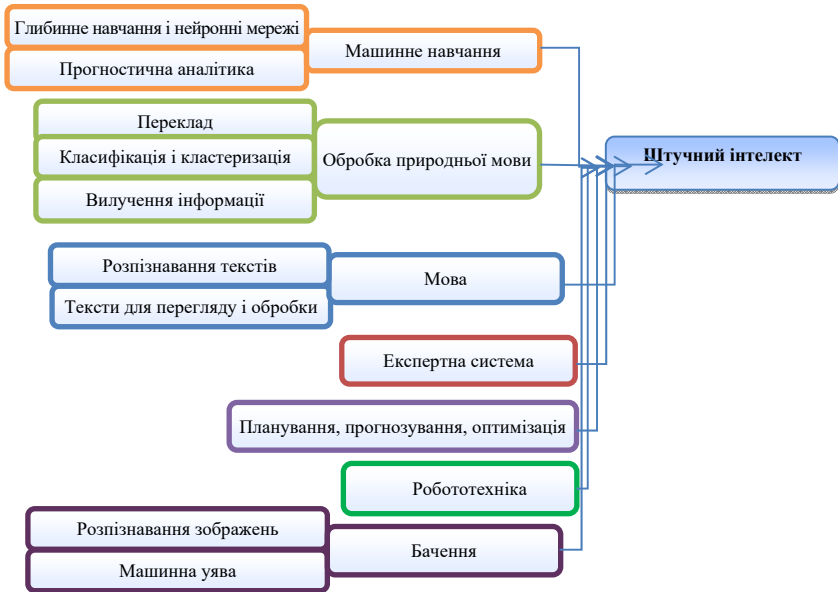 Глибинне навчання і нейронні мережі
Машинне навчання
Прогностична аналітика
Переклад
Класифікація і кластеризація
Обробка природньої мови
Штучний інтелект
Вилучення інформації
Розпізнавання текстів
Мова
Тексти для перегляду і обробки
Експертна система
Планування, прогнозування, оптимізація
Робототехніка
Розпізнавання зображень
Бачення
Машинна уява